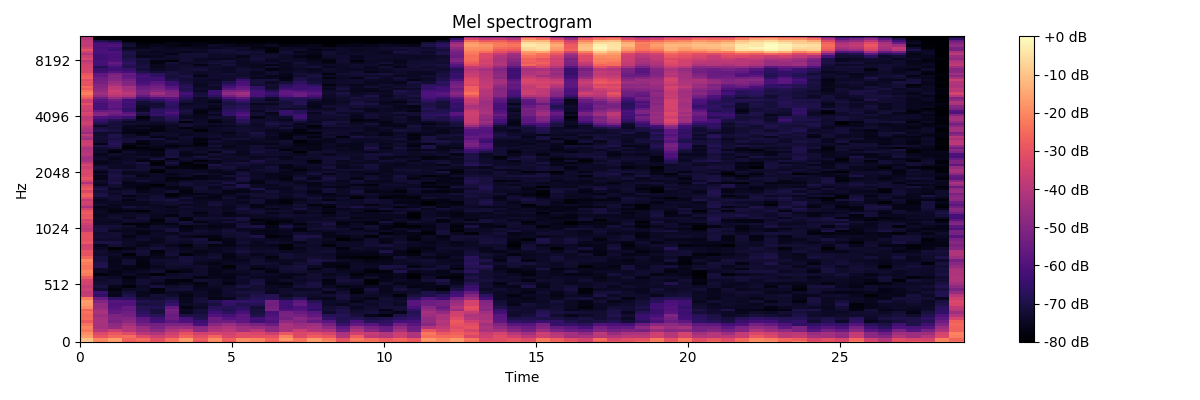 Mel spectrogram
Hz
8192
4096
2048
1024
512
0
0 5 10 15 20 25
Time
+0 dB
-10 dB
-20 dB
-30 dB
-40 dB
-50 dB
-60 dB
-70 dB
-80 dB